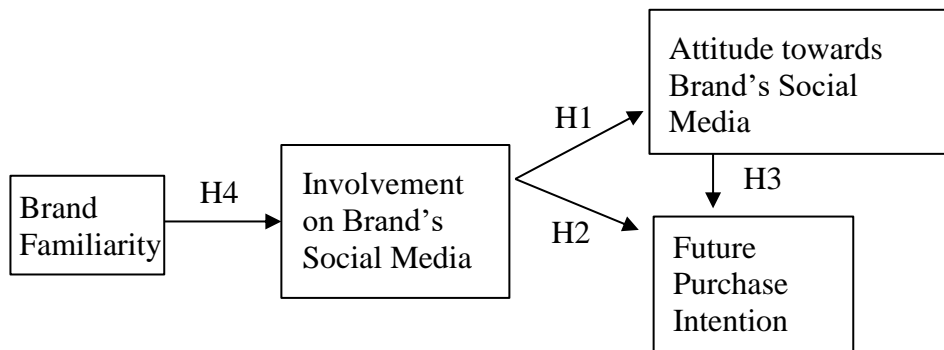 Brand
Familiarity
H4
Involvement
on Brand’s
Social Media
H1
H2
Attitude towards
Brand’s Social
Media
H3
Future
Purchase
Intention